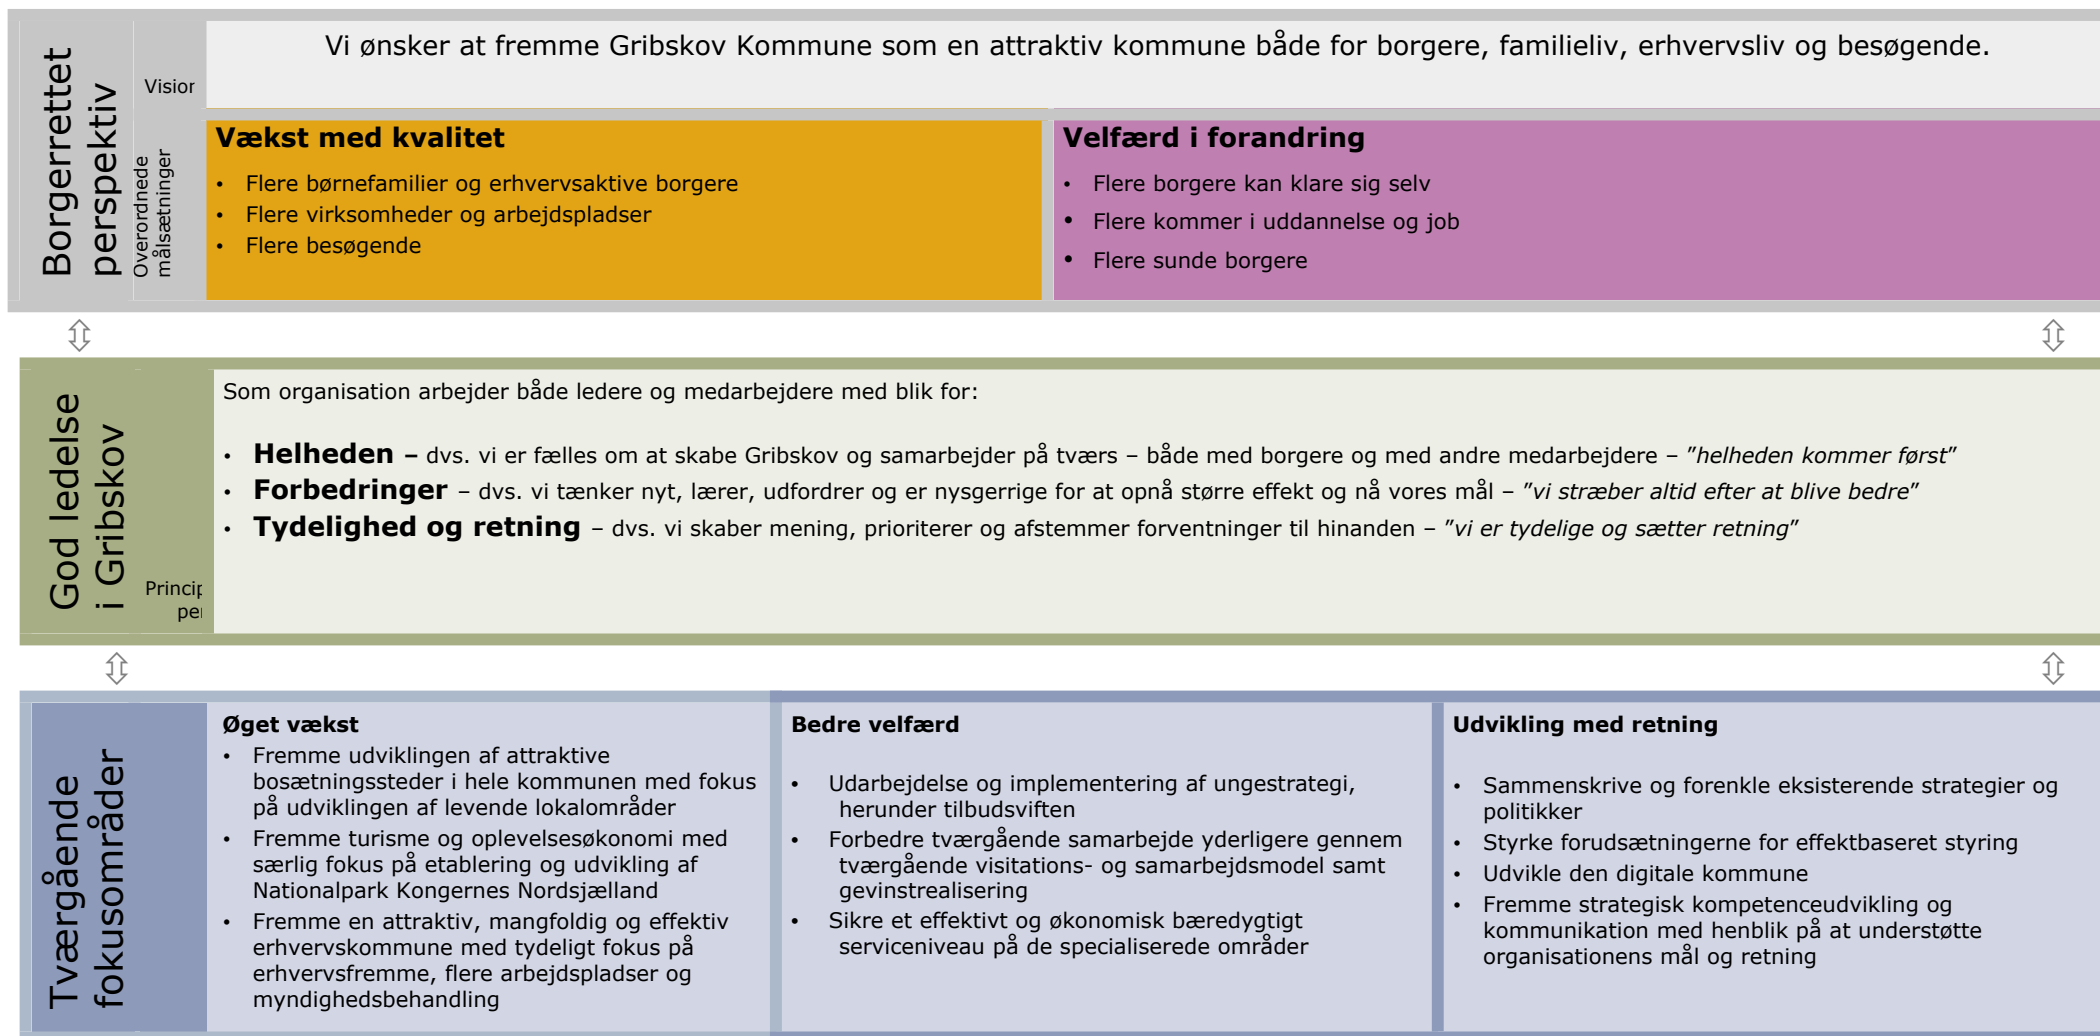 Borgerrettet
perspektiv
Vision
Vi ønsker at fremme Gribskov Kommune som en attraktiv kommune både for borgere, familieliv, erhvervsliv og besøgende.
Overordnede
målsætninger
Vækst med kvalitet
• Flere børnefamilier og erhvervsaktive borgere
• Flere virksomheder og arbejdspladser
• Flere besøgende
Velfærd i forandring
• Flere borgere kan klare sig selv
• Flere kommer i uddannelse og job
• Flere sunde borgere
God ledelse
i Gribskov
Som organisation arbejder både ledere og medarbejdere med blik for:
• Helheden – dvs. vi er fælles om at skabe Gribskov og samarbejder på tværs – både med borgere og med andre medarbejdere – ”helheden kommer først”
• Forbedringer – dvs. vi tænker nyt, lærer, udfordrer og er nysgerrige for at opnå større effekt og nå vores mål – ”vi stræber altid efter at blive bedre”
• Tydelighed og retning – dvs. vi skaber mening, prioriterer og afstemmer forventninger til hinanden – ”vi er tydelige og sætter retning”
Tværgående
fokusområder
Øget vækst
• Fremme udviklingen af attraktive
bosætningssteder i hele kommunen med fokus
på udviklingen af levende lokalområder
• Fremme turisme og oplevelsesøkonomi med
særlig fokus på etablering og udvikling af
Nationalpark Kongernes Nordsjælland
• Fremme en attraktiv, mangfoldig og effektiv
erhvervskommune med tydeligt fokus på
erhvervsfremme, flere arbejdspladser og
myndighedsbehandling
Bedre velfærd
• Udarbejdelse og implementering af ungestrategi,
herunder tilbudsviften
• Forbedre tværgående samarbejde yderligere gennem
tværgående visitations- og samarbejdsmodel samt
gevinstrealisering
• Sikre et effektivt og økonomisk bæredygtigt
serviceniveau på de specialiserede områder
Udvikling med retning
• Sammenskrive og forenkle eksisterende strategier og
politikker
• Styrke forudsætningerne for effektbaseret styring
• Udvikle den digitale kommune
• Fremme strategisk kompetenceudvikling og
kommunikation med henblik på at understøtte
organisationens mål og retning